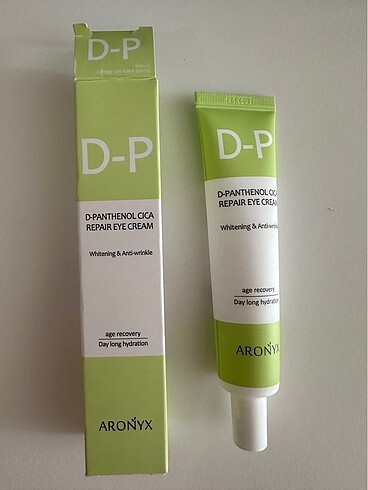 D-P
D-P
D-PANTHENOL CICA
REPAIR EYE CREAM
Whitening & Anti-wrinkle
age recovery
Day long hydration
ARONYX
D-P
D-PANTHENOL CIC
REPAIR EYE CREAM
Whitening & Anti-wrinkle
age recovery
Day long hydration
ARONYX